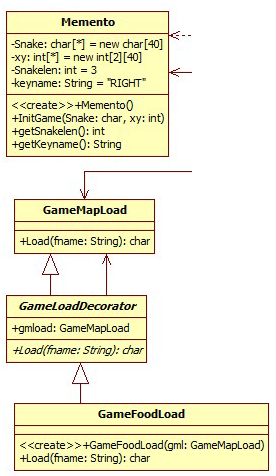 Memento
-Snake: char[*] = new char[40]
-xy: int[*] = new int[2][40]
-Snakelen: int = 3
-keyname: String = "RIGHT"
<<create>>+Memento()
+InitGame(Snake: char, xy: int)
+getSnakelen(): int
+getKeyname(): String
GameMapLoad
+Load(fname: String): char
GameLoadDecorator
+gmload: GameMapLoad
+Load(fname: String): char
GameFoodLoad
<<create>>+GameFoodLoad(gml: GameMapLoad)
+Load(fname: String): char